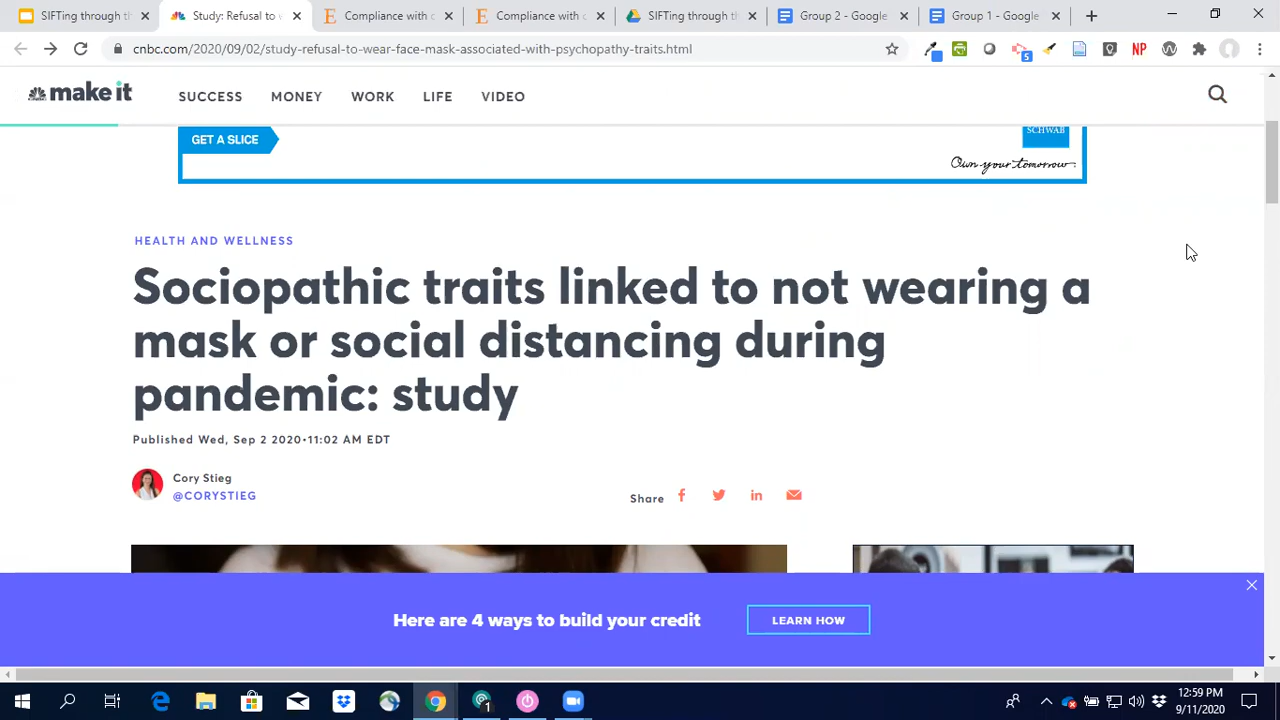 SIFTing through th
Study: Refusal to w
Compliance with c
Compliance with c
SIFTing through th
Group 2 - Google
Group 1 - Google
cnbc.com/2020/09/02/study-refusal-to-wear-face-mask-associated-with-psychopathy-traits.html
5
NP
make it
SUCCESS
MONEY
WORK
LIFE
VIDEO
GET A SLICE
SCHWAB
Own your tomorrow.
HEALTH AND WELLNESS
Sociopathic traits linked to not wearing a
mask or social distancing during
pandemic: study
Published Wed, Sep 2 2020•11:02 AM EDT
Cory Stieg
@CORYSTIEG
Share
Here are 4 ways to build your credit
LEARN HOW
1
12:59 PM
9/11/2020